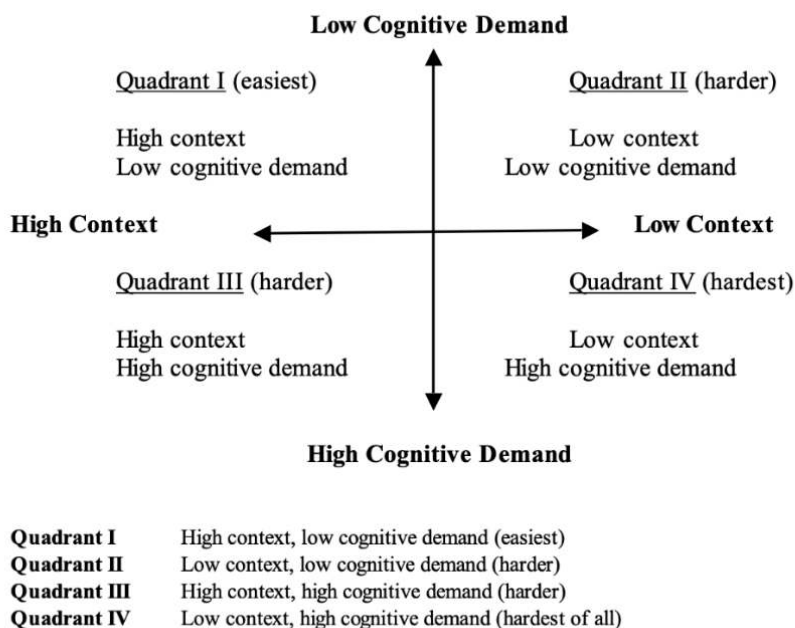 Low Cognitive Demand
Quadrant I (easiest)
Quadrant II (harder)
High context
Low cognitive demand
Low context
Low cognitive demand
High Context
Low Context
Quadrant III (harder)
Quadrant IV (hardest)
High context
High cognitive demand
Low context
High cognitive demand
High Cognitive Demand
Quadrant I High context, low cognitive demand (easiest)
Quadrant II Low context, low cognitive demand (harder)
Quadrant III High context, high cognitive demand (harder)
Quadrant IV Low context, high cognitive demand (hardest of all)